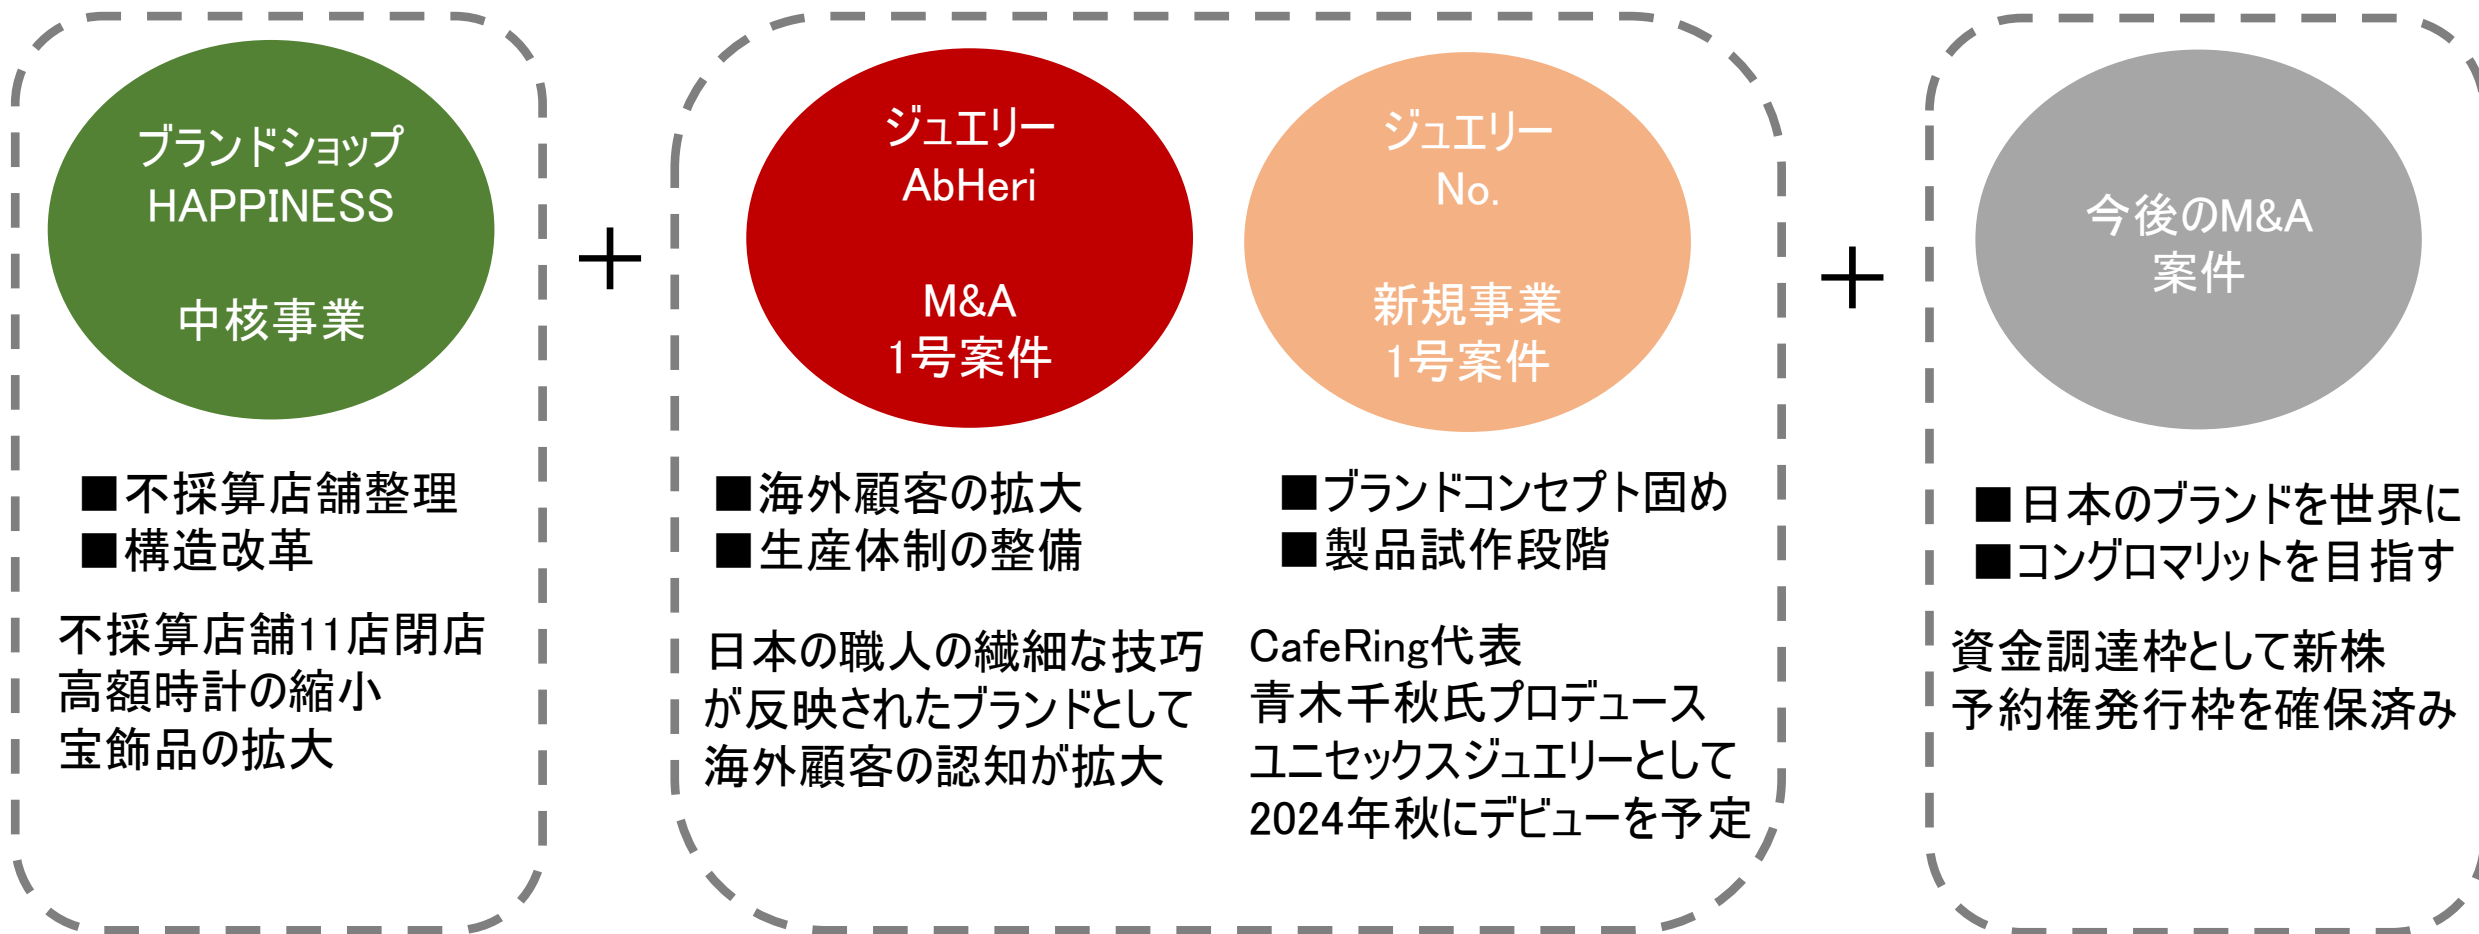 ブランドショップ
HAPPINESS
中核事業
■不採算店舗整理
■構造改革
不採算店舗11店閉店
高額時計の縮小
宝飾品の拡大
＋
ジュエリー
AbHeri
M&A
1号案件
■海外顧客の拡大
■生産体制の整備
日本の職人の繊細な技巧
が反映されたブランドとして
海外顧客の認知が拡大
ジュエリー
No.
新規事業
1号案件
■ブランドコンセプト固め
■製品試作段階
CafeRing代表
青木千秋氏プロデュース
ユニセックスジュエリーとして
2024年秋にデビューを予定
＋
今後のM&A
案件
■日本のブランドを世界に
■コングロマリットを目指す
資金調達枠として新株
予約権発行枠を確保済み